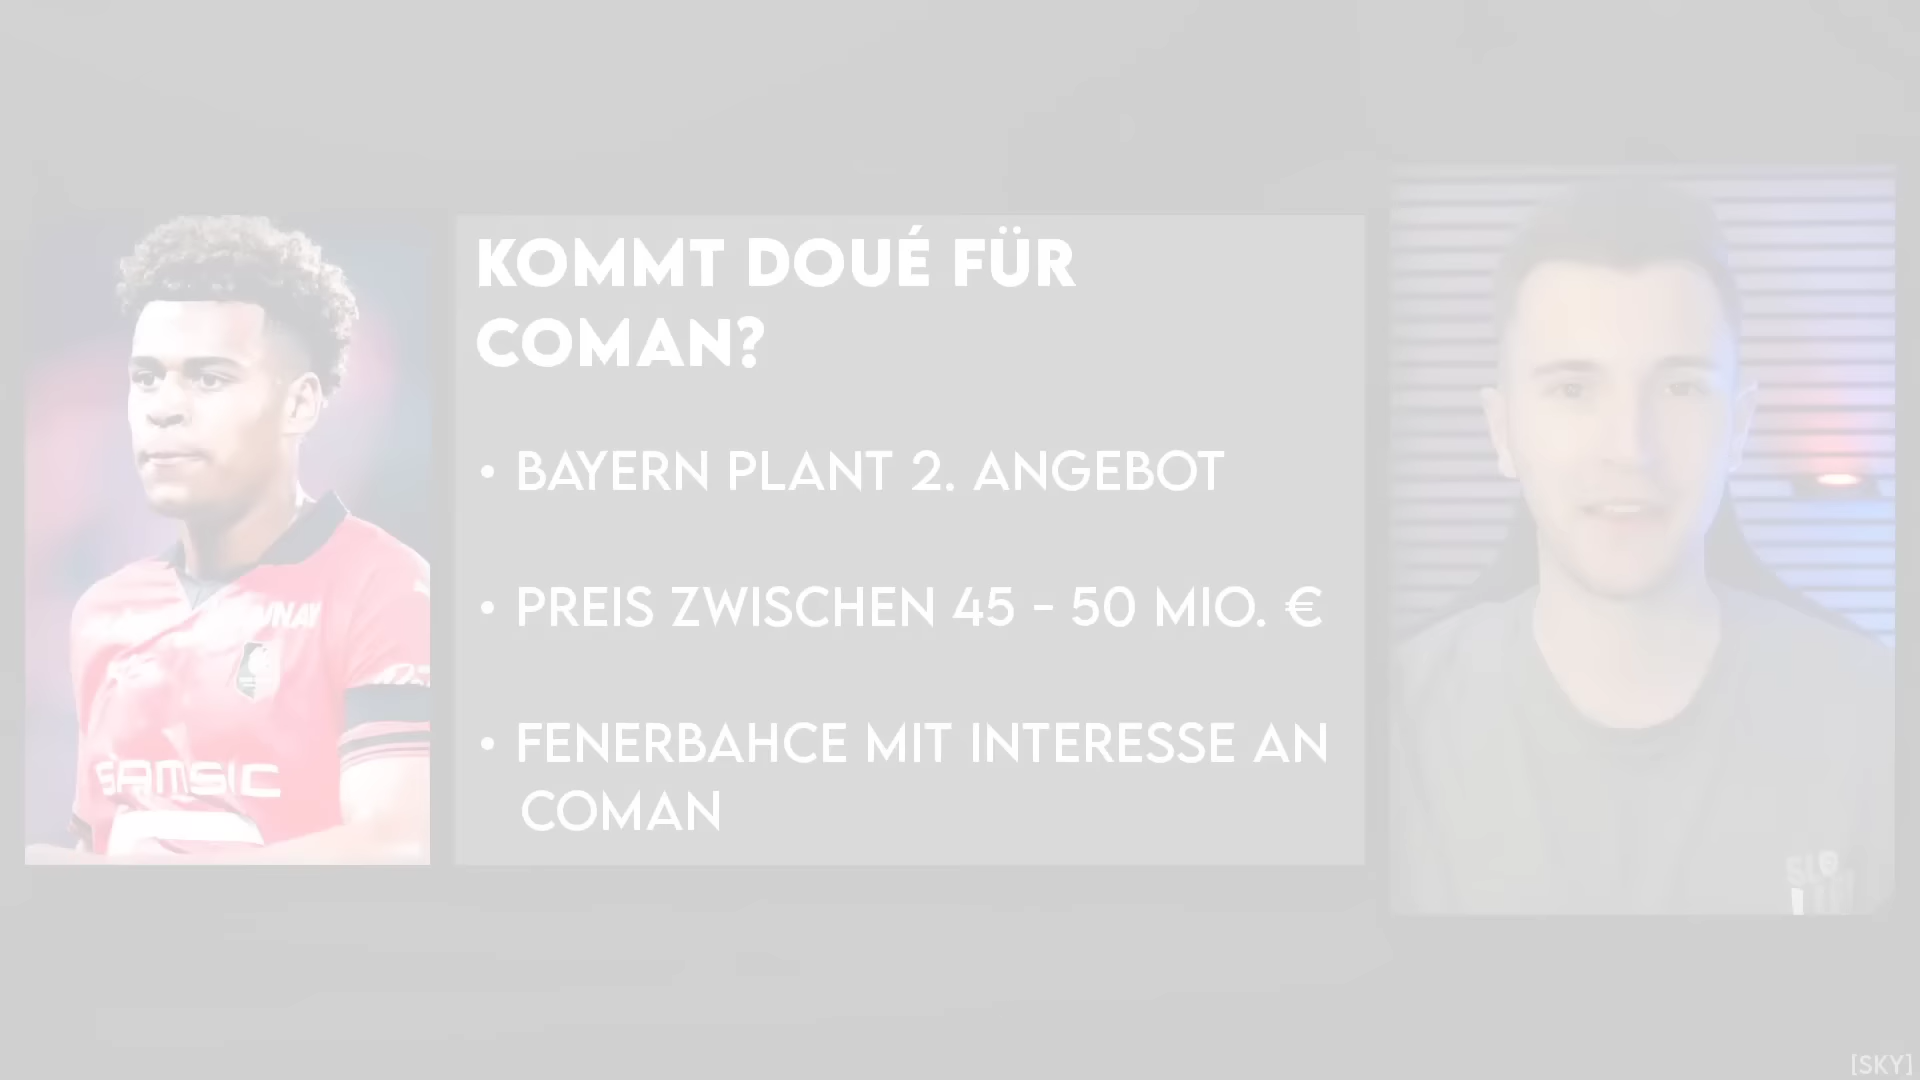 KOMMT DOUÉ FÜR
COMAN?
• BAYERN PLANT 2. ANGEBOT
• PREIS ZWISCHEN 45 - 50 MIO. €
• FENERBAHCE MIT INTERESSE AN
COMAN
SAMSIC
[SKY]